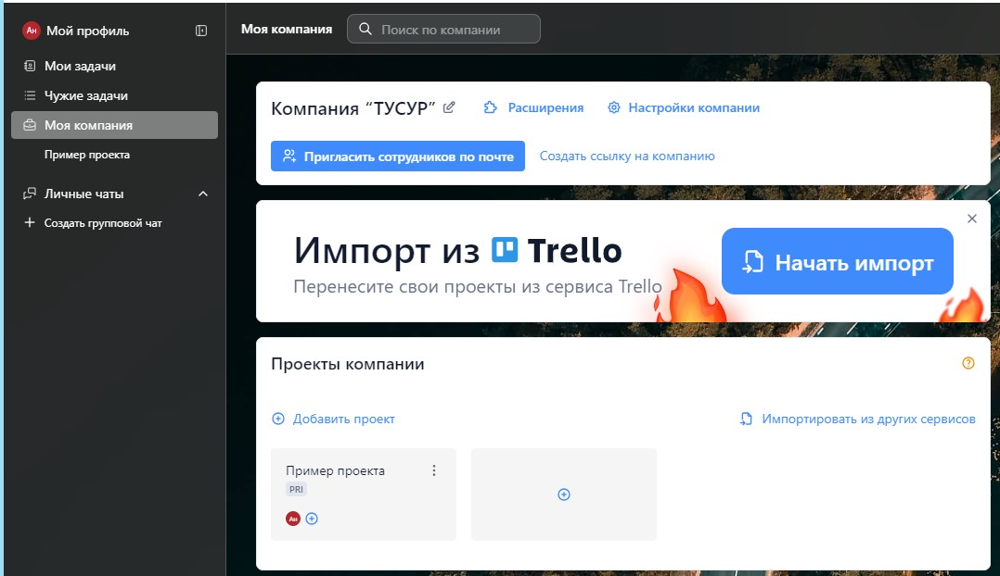 Ан Мой профиль
Мои задачи
Чужие задачи
Моя компания
Пример проекта
Личные чаты
Создать групповой чат
Моя компания Поиск по компании
Компания “ТУСУР” Расширения Настройки компании
Пригласить сотрудников по почте Создать ссылку на компанию
Импорт из Trello
Перенесите свои проекты из сервиса Trello
Начать импорт
Проекты компании
Добавить проект Импортировать из других сервисов
Пример проекта
PRI
Ан